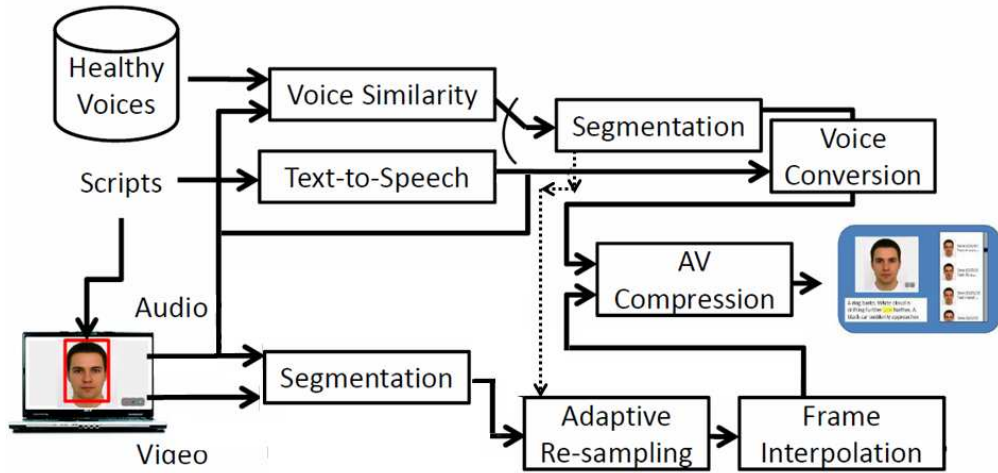 Healthy
Voices
Voice Similarity
Segmentation
Voice
Conversion
Scripts
Text-to-Speech
AV
Compression
Audio
Segmentation
Adaptive
Re-sampling
Frame
Interpolation
Video